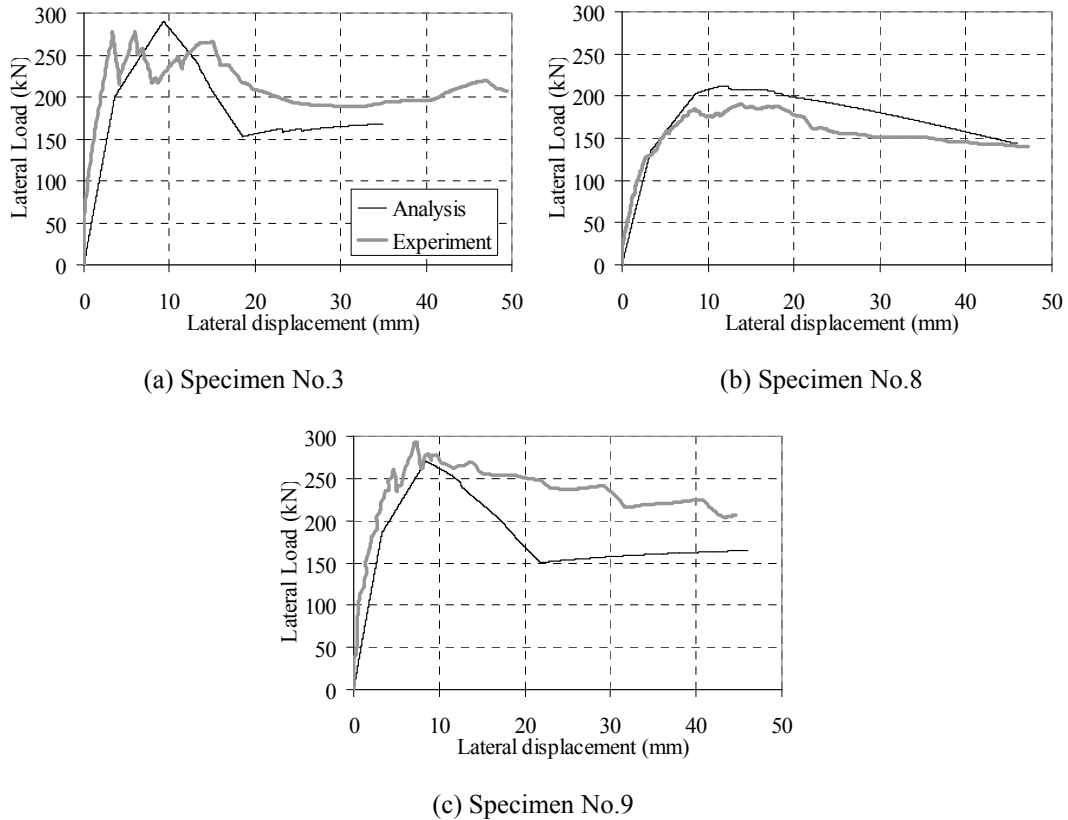 300
250
200
150
100
50
0
Lateral Load (kN)
0 10 20 30 40 50
Lateral displacement (mm)
Analysis
Experiment
(a) Specimen No.3
300
250
200
150
100
50
0
Lateral Load (kN)
0 10 20 30 40 50
Lateral displacement (mm)
(b) Specimen No.8
300
250
200
150
100
50
0
Lateral Load (kN)
0 10 20 30 40 50
Lateral displacement (mm)
(c) Specimen No.9